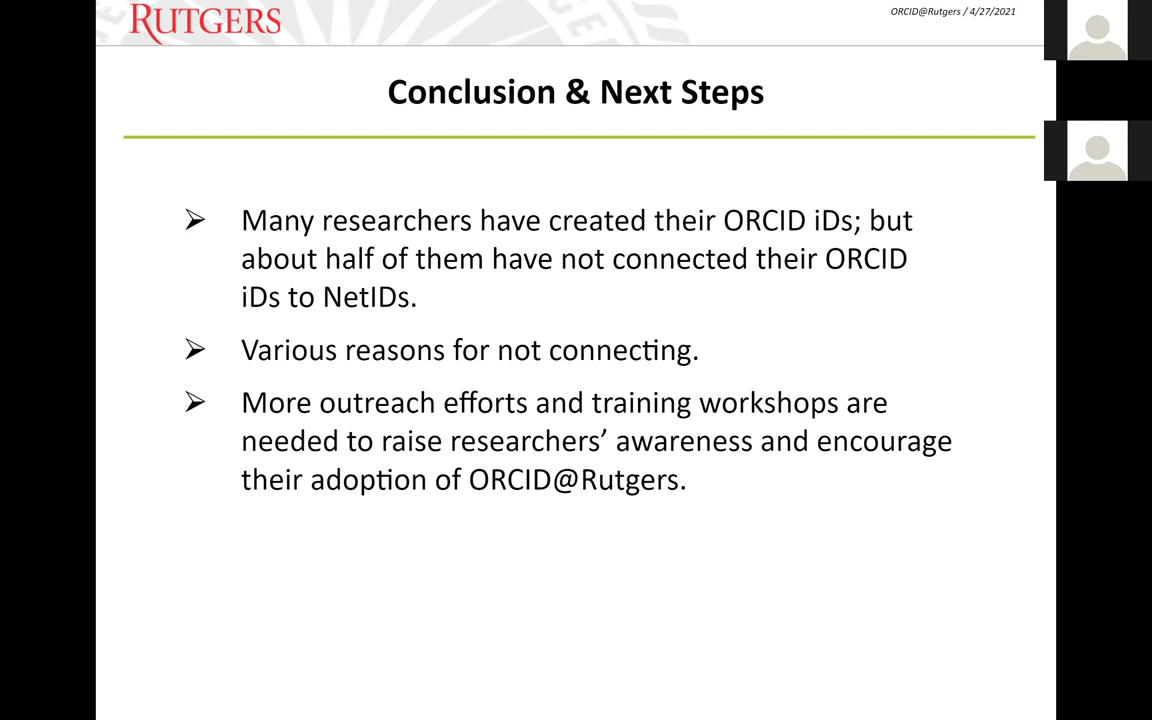 RUTGERS
ORCID@Rutgers / 4/27/2021
Conclusion & Next Steps
➢ Many researchers have created their ORCID iDs; but
about half of them have not connected their ORCID
iDs to NetIDs.
➢ Various reasons for not connecting.
➢ More outreach efforts and training workshops are
needed to raise researchers’ awareness and encourage
their adoption of ORCID@Rutgers.